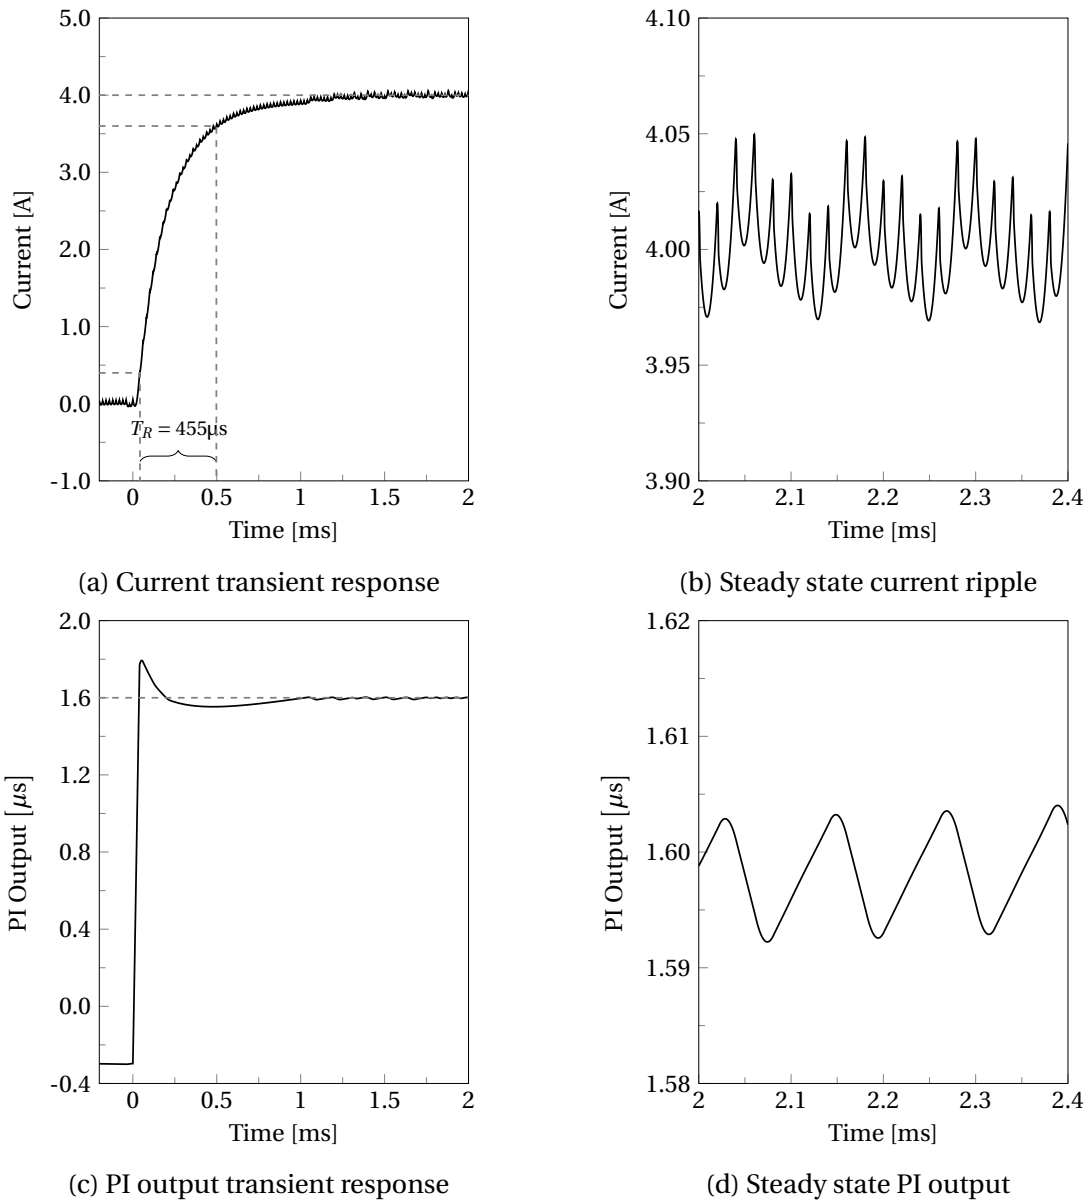 5.0
4.0
3.0
2.0
1.0
0.0
-1.0
Current [A]
T_R = 455µs
0 0.5 1 1.5 2
Time [ms]
(a) Current transient response
4.10
4.05
4.00
3.95
3.90
Current [A]
2 2.1 2.2 2.3 2.4
Time [ms]
(b) Steady state current ripple
2.0
1.6
1.2
0.8
0.4
0.0
-0.4
PI Output [µs]
0 0.5 1 1.5 2
Time [ms]
(c) PI output transient response
1.62
1.61
1.60
1.59
1.58
PI Output [µs]
2 2.1 2.2 2.3 2.4
Time [ms]
(d) Steady state PI output